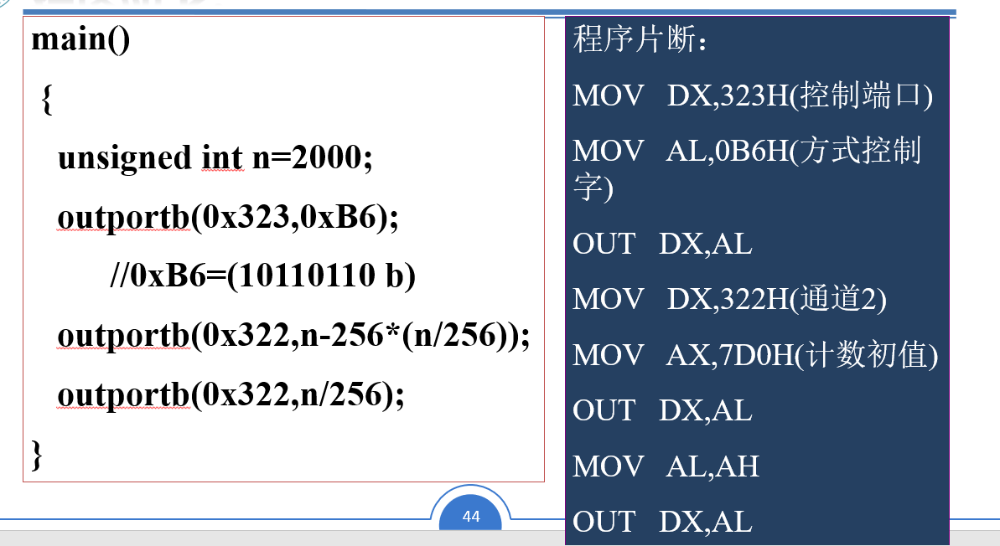 main()
{
unsigned int n=2000;
outportb(0x323,0xB6);
//0xB6=(10110110 b)
outportb(0x322,n-256*(n/256));
outportb(0x322,n/256);
}
程序片断：
MOV DX,323H(控制端口)
MOV AL,0B6H(方式控制
字)
OUT DX,AL
MOV DX,322H(通道2)
MOV AX,7D0H(计数初值)
OUT DX,AL
MOV AL,AH
OUT DX,AL
44